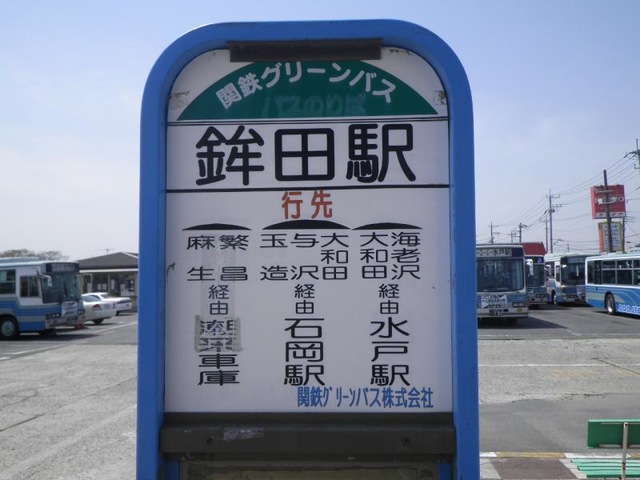 関鉄グリーンバス
バスのりば
鉾田駅
行先
海老沢
大和田
経由
水戸駅
大和田
与沢
玉造
経由
石岡駅
繁昌
麻生
経由
潮来車庫
関鉄グリーンバス株式会社